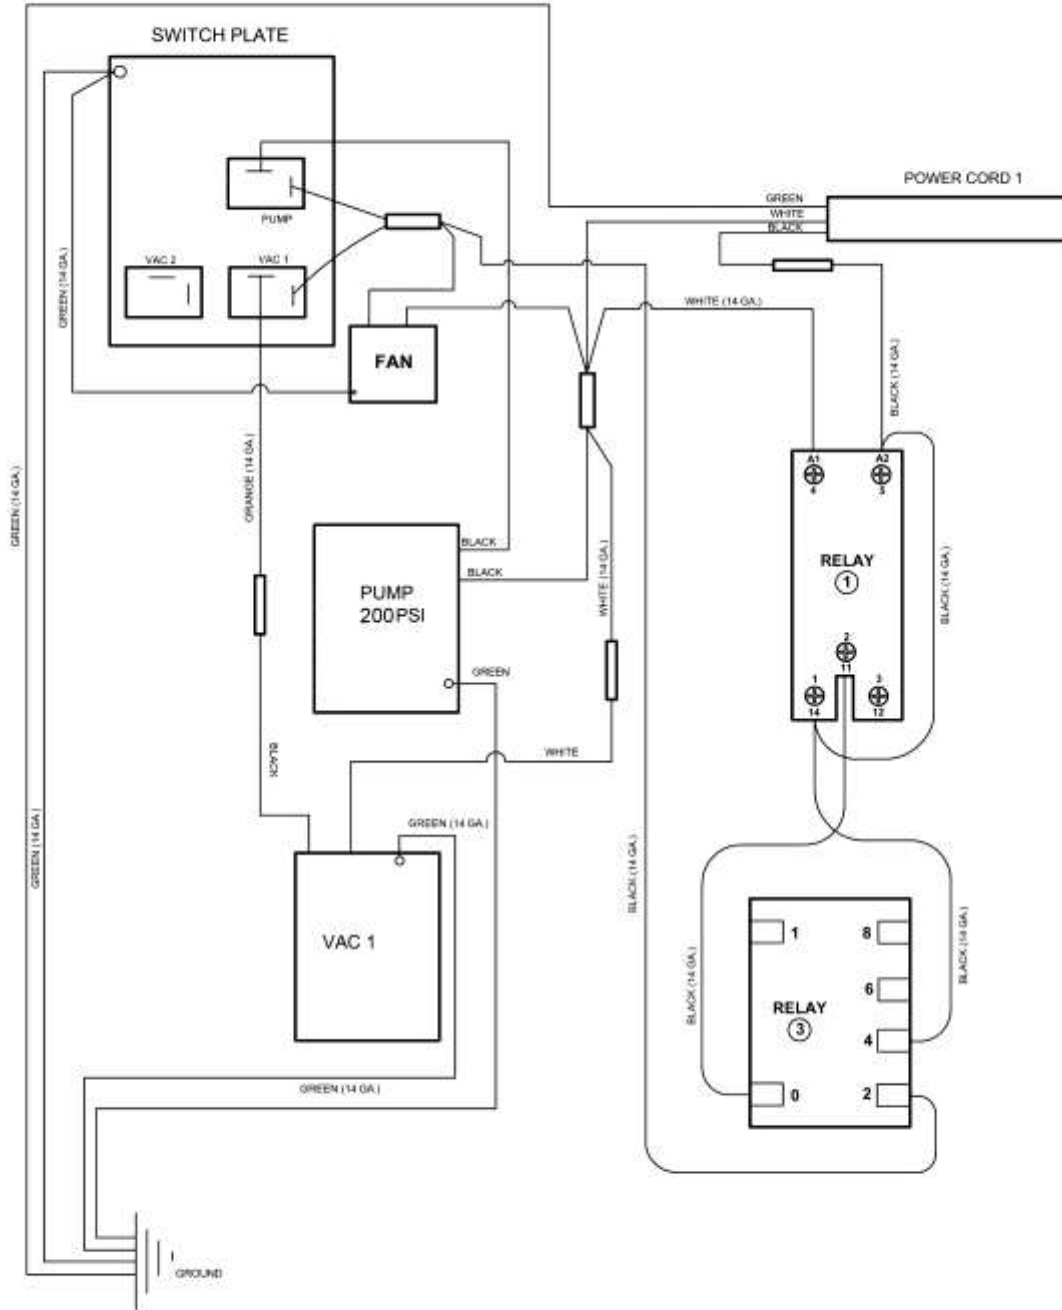 SWITCH PLATE
POWER CORD 1
GREEN
WHITE
BLACK
PUMP
VAC 2
VAC 1
GREEN (14 GA.)
WHITE (14 GA.)
FAN
BLACK (14 GA.)
ORANGE (14 GA.)
GREEN (14 GA.)
A1
A2
4
5
RELAY
1
BLACK (14 GA.)
BLACK
BLACK
PUMP
200PSI
WHITE (14 GA.)
2
11
1
3
14
12
GREEN
WHITE
BLACK
GREEN (14 GA.)
GREEN (14 GA.)
BLACK (14 GA.)
VAC 1
1
8
6
RELAY
3
4
0
2
BLACK (14 GA.)
BLACK (14 GA.)
GREEN (14 GA.)
GROUND